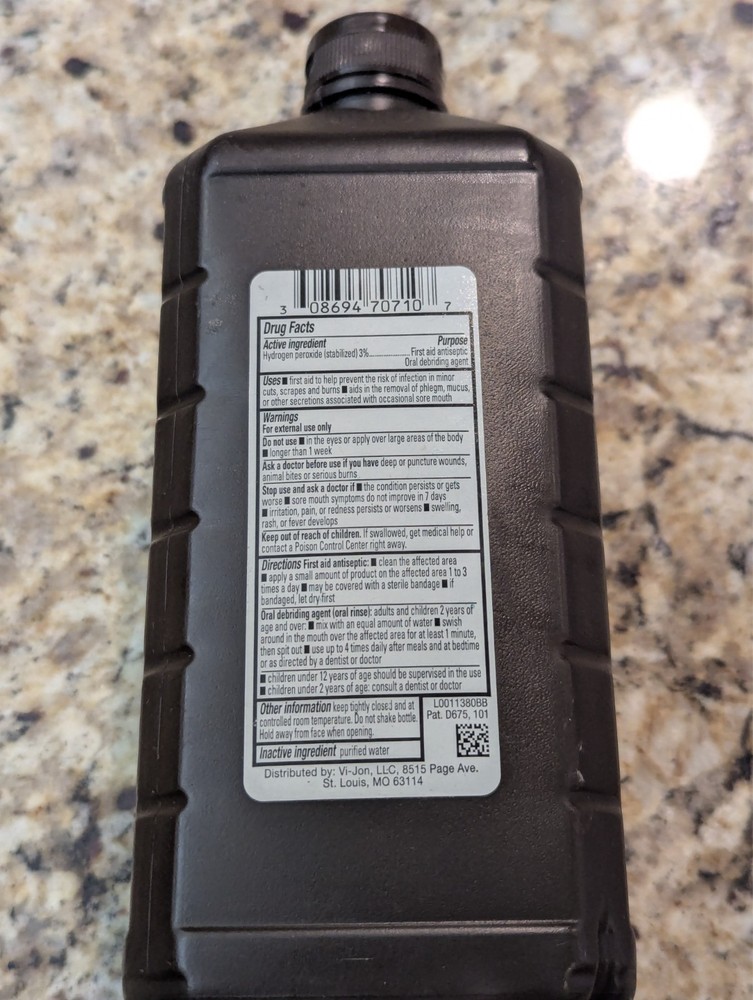 3 08694 70710 7
Drug Facts
Active ingredient Purpose
Hydrogen peroxide (stabilized) 3%....................First aid antiseptic
Oral debriding agent
Uses ■ first aid to help prevent the risk of infection in minor
cuts, scrapes and burns ■ aids in the removal of phlegm, mucus,
or other secretions associated with occasional sore mouth
Warnings
For external use only
Do not use ■ in the eyes or apply over large areas of the body
■ longer than 1 week
Ask a doctor before use if you have deep or puncture wounds,
animal bites or serious burns
Stop use and ask a doctor if ■ the condition persists or gets
worse ■ sore mouth symptoms do not improve in 7 days
■ irritation, pain, or redness persists or worsens ■ swelling,
rash, or fever develops
Keep out of reach of children. If swallowed, get medical help or
contact a Poison Control Center right away.
Directions First aid antiseptic: ■ clean the affected area
■ apply a small amount of product on the affected area 1 to 3
times a day ■ may be covered with a sterile bandage ■ if
bandaged, let dry first
Oral debriding agent (oral rinse): adults and children 2 years of
age and over: ■ mix with an equal amount of water ■ swish
around in the mouth over the affected area for at least 1 minute,
then spit out ■ use up to 4 times daily after meals and at bedtime
or as directed by a dentist or doctor
■ children under 12 years of age should be supervised in the use
■ children under 2 years of age: consult a dentist or doctor
Other information keep tightly closed and at
controlled room temperature. Do not shake bottle.
Hold away from face when opening.
Inactive ingredient purified water
L0011380BB
Pat. D675, 101
Distributed by: Vi-Jon, LLC, 8515 Page Ave.
St. Louis, MO 63114